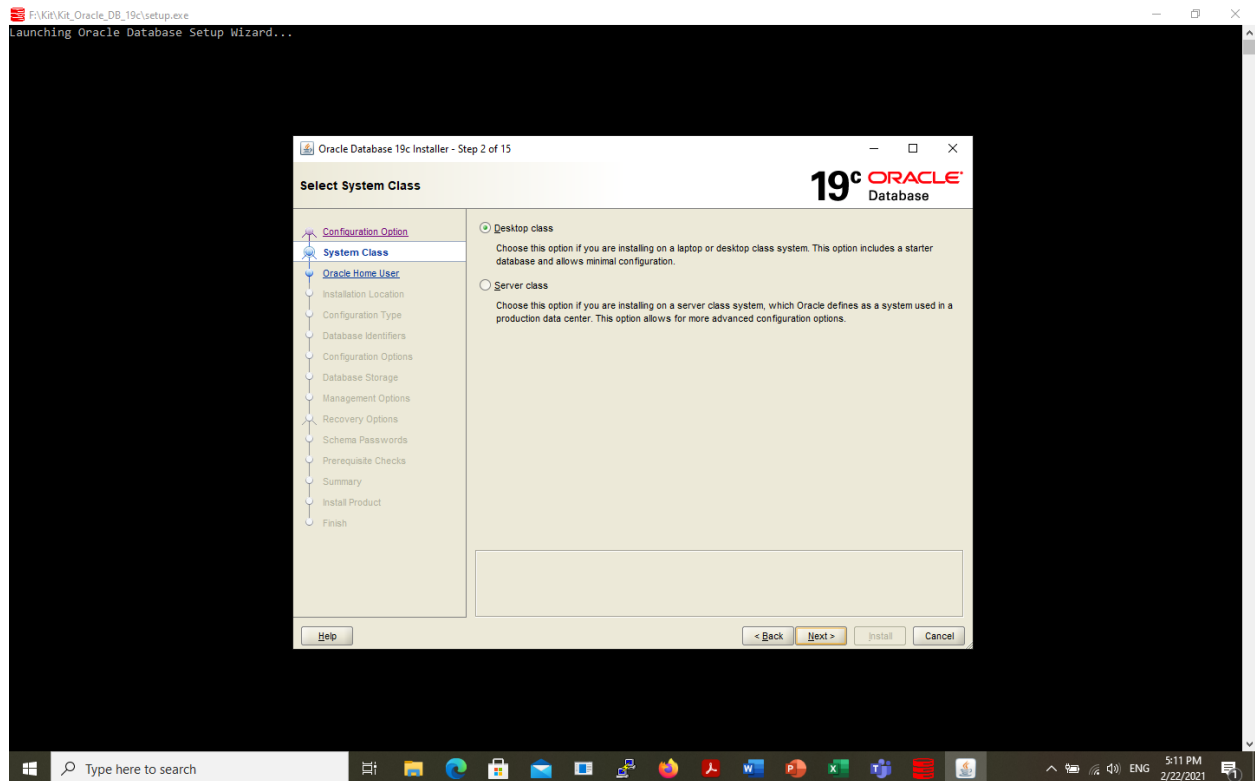 F:\Kit\Kit_Oracle_DB_19c\setup.exe
Launching Oracle Database Setup Wizard...
Oracle Database 19c Installer - Step 2 of 15
Select System Class
19c ORACLE
Database
Configuration Option
System Class
Oracle Home User
Installation Location
Configuration Type
Database Identifiers
Configuration Options
Database Storage
Management Options
Recovery Options
Schema Passwords
Prerequisite Checks
Summary
Install Product
Finish
Desktop class
Choose this option if you are installing on a laptop or desktop class system. This option includes a starter
database and allows minimal configuration.
Server class
Choose this option if you are installing on a server class system, which Oracle defines as a system used in a
production data center. This option allows for more advanced configuration options.
Help
< Back
Next >
Install
Cancel
Type here to search
ENG
5:11 PM
2/22/2021